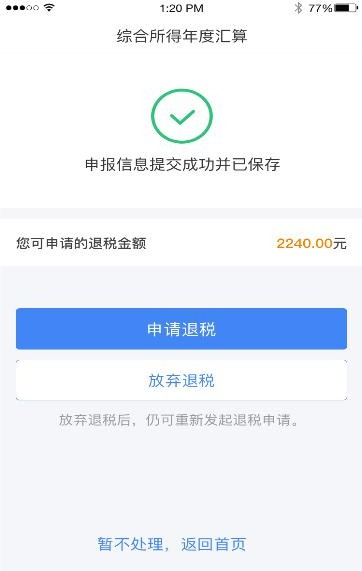 1:20 PM
77%
综合所得年度汇算
申报信息提交成功并已保存
您可申请的退税金额 2240.00元
申请退税
放弃退税
放弃退税后，仍可重新发起退税申请。
暂不处理，返回首页